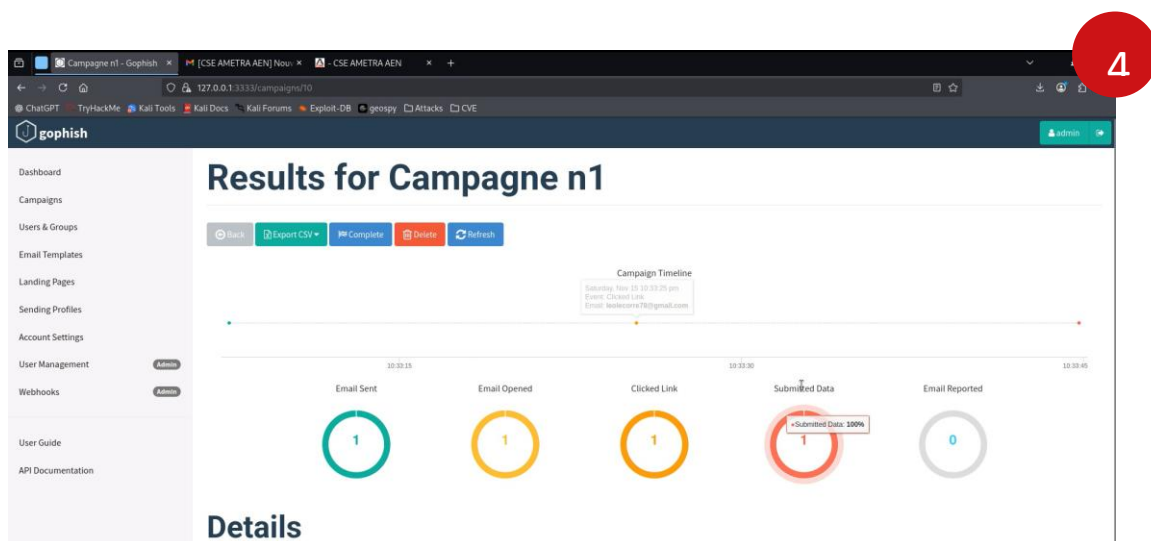 4
Campagne n1 - Gophish
[CSE AMETRA AEN] Nouv
- CSE AMETRA AEN
127.0.0.1:3333/campaigns/10
ChatGPT TryHackMe Kali Tools Kali Docs Kali Forums Exploit-DB geospy Attacks CVE
gophish
admin
Dashboard
Campaigns
Users & Groups
Email Templates
Landing Pages
Sending Profiles
Account Settings
User Management Admin
Webhooks Admin
User Guide
API Documentation
Results for Campagne n1
Back Export CSV Complete Delete Refresh
Campaign Timeline
Saturday, Nov 15 10:33:25 pm
Event: Clicked Link
Email: leolecorre78@gmail.com
10:33:15 10:33:30 10:33:45
Email Sent Email Opened Clicked Link Submitted Data Email Reported
1 1 1 1 0
Submitted Data: 100%
Details